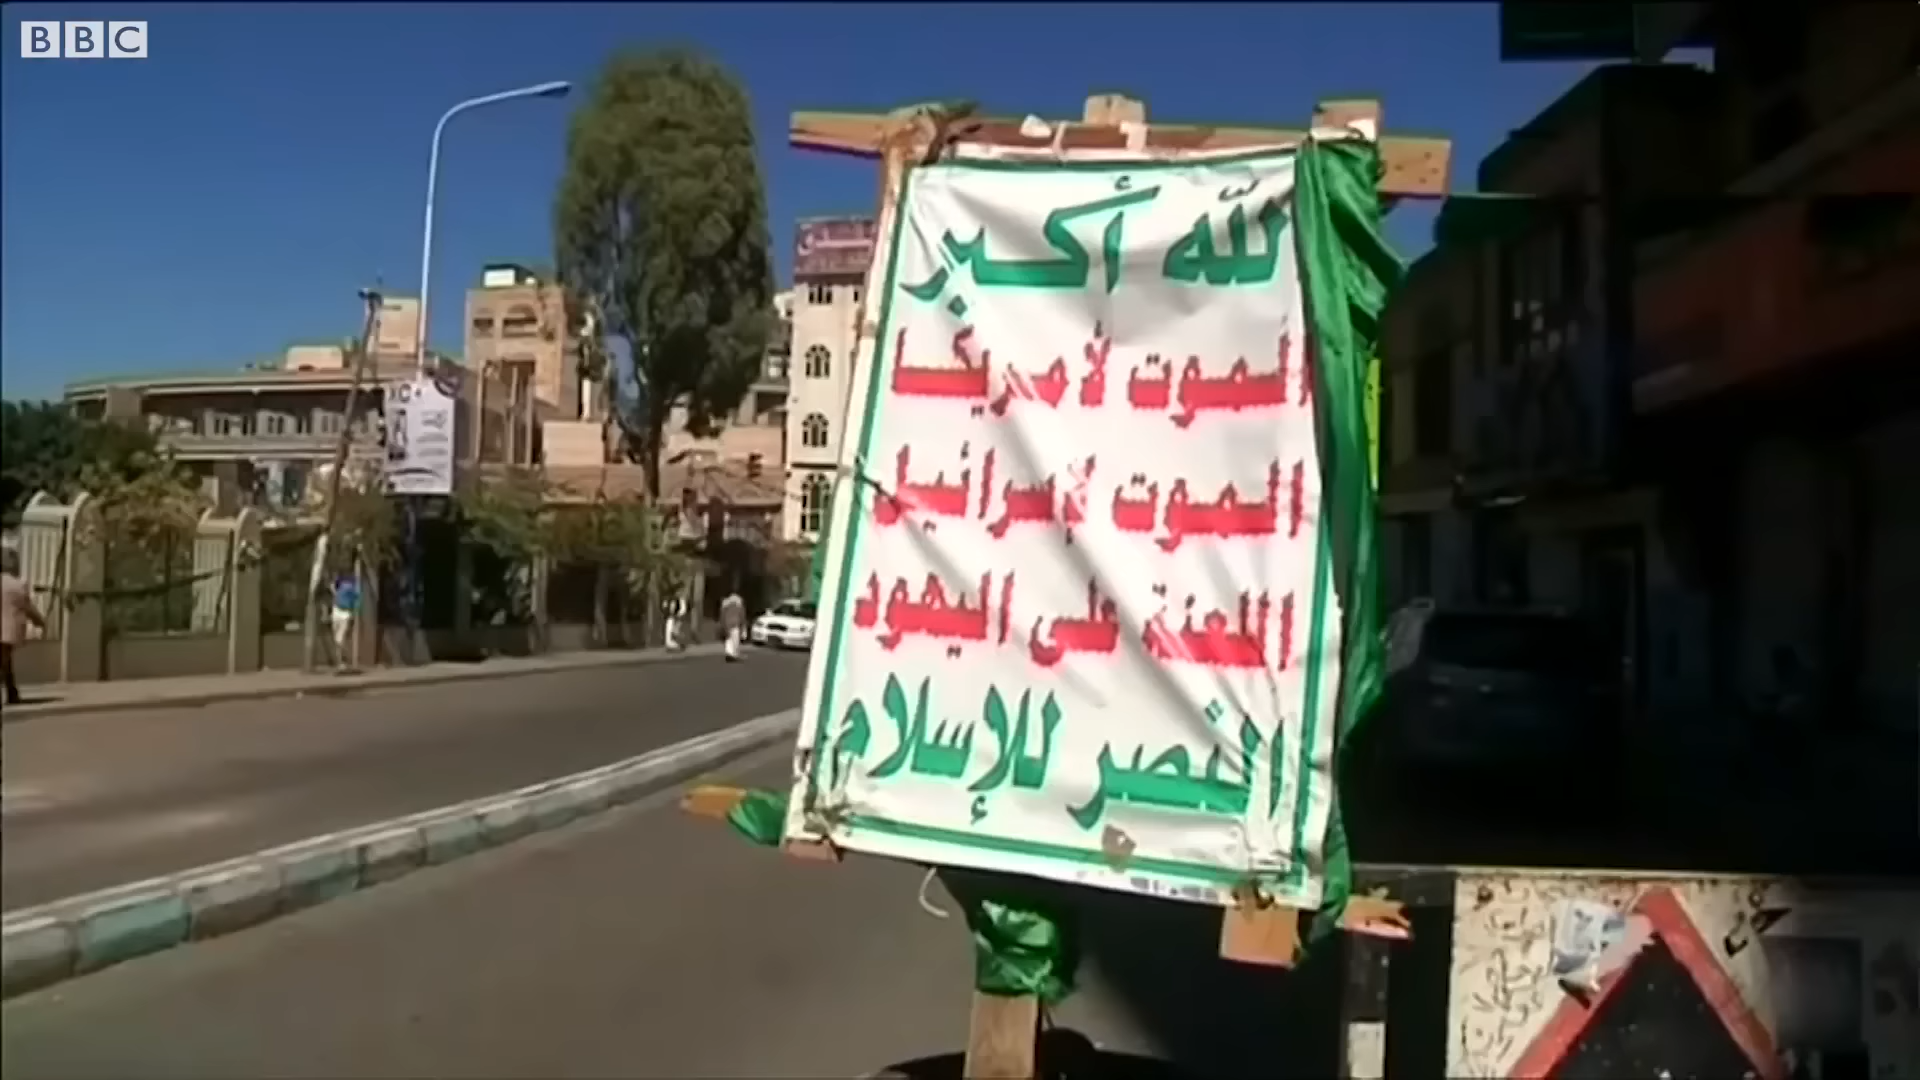 BBC
الله أكبر
الموت لأمريكا
الموت لإسرائيل
اللعنة على اليهود
النصر للإسلام